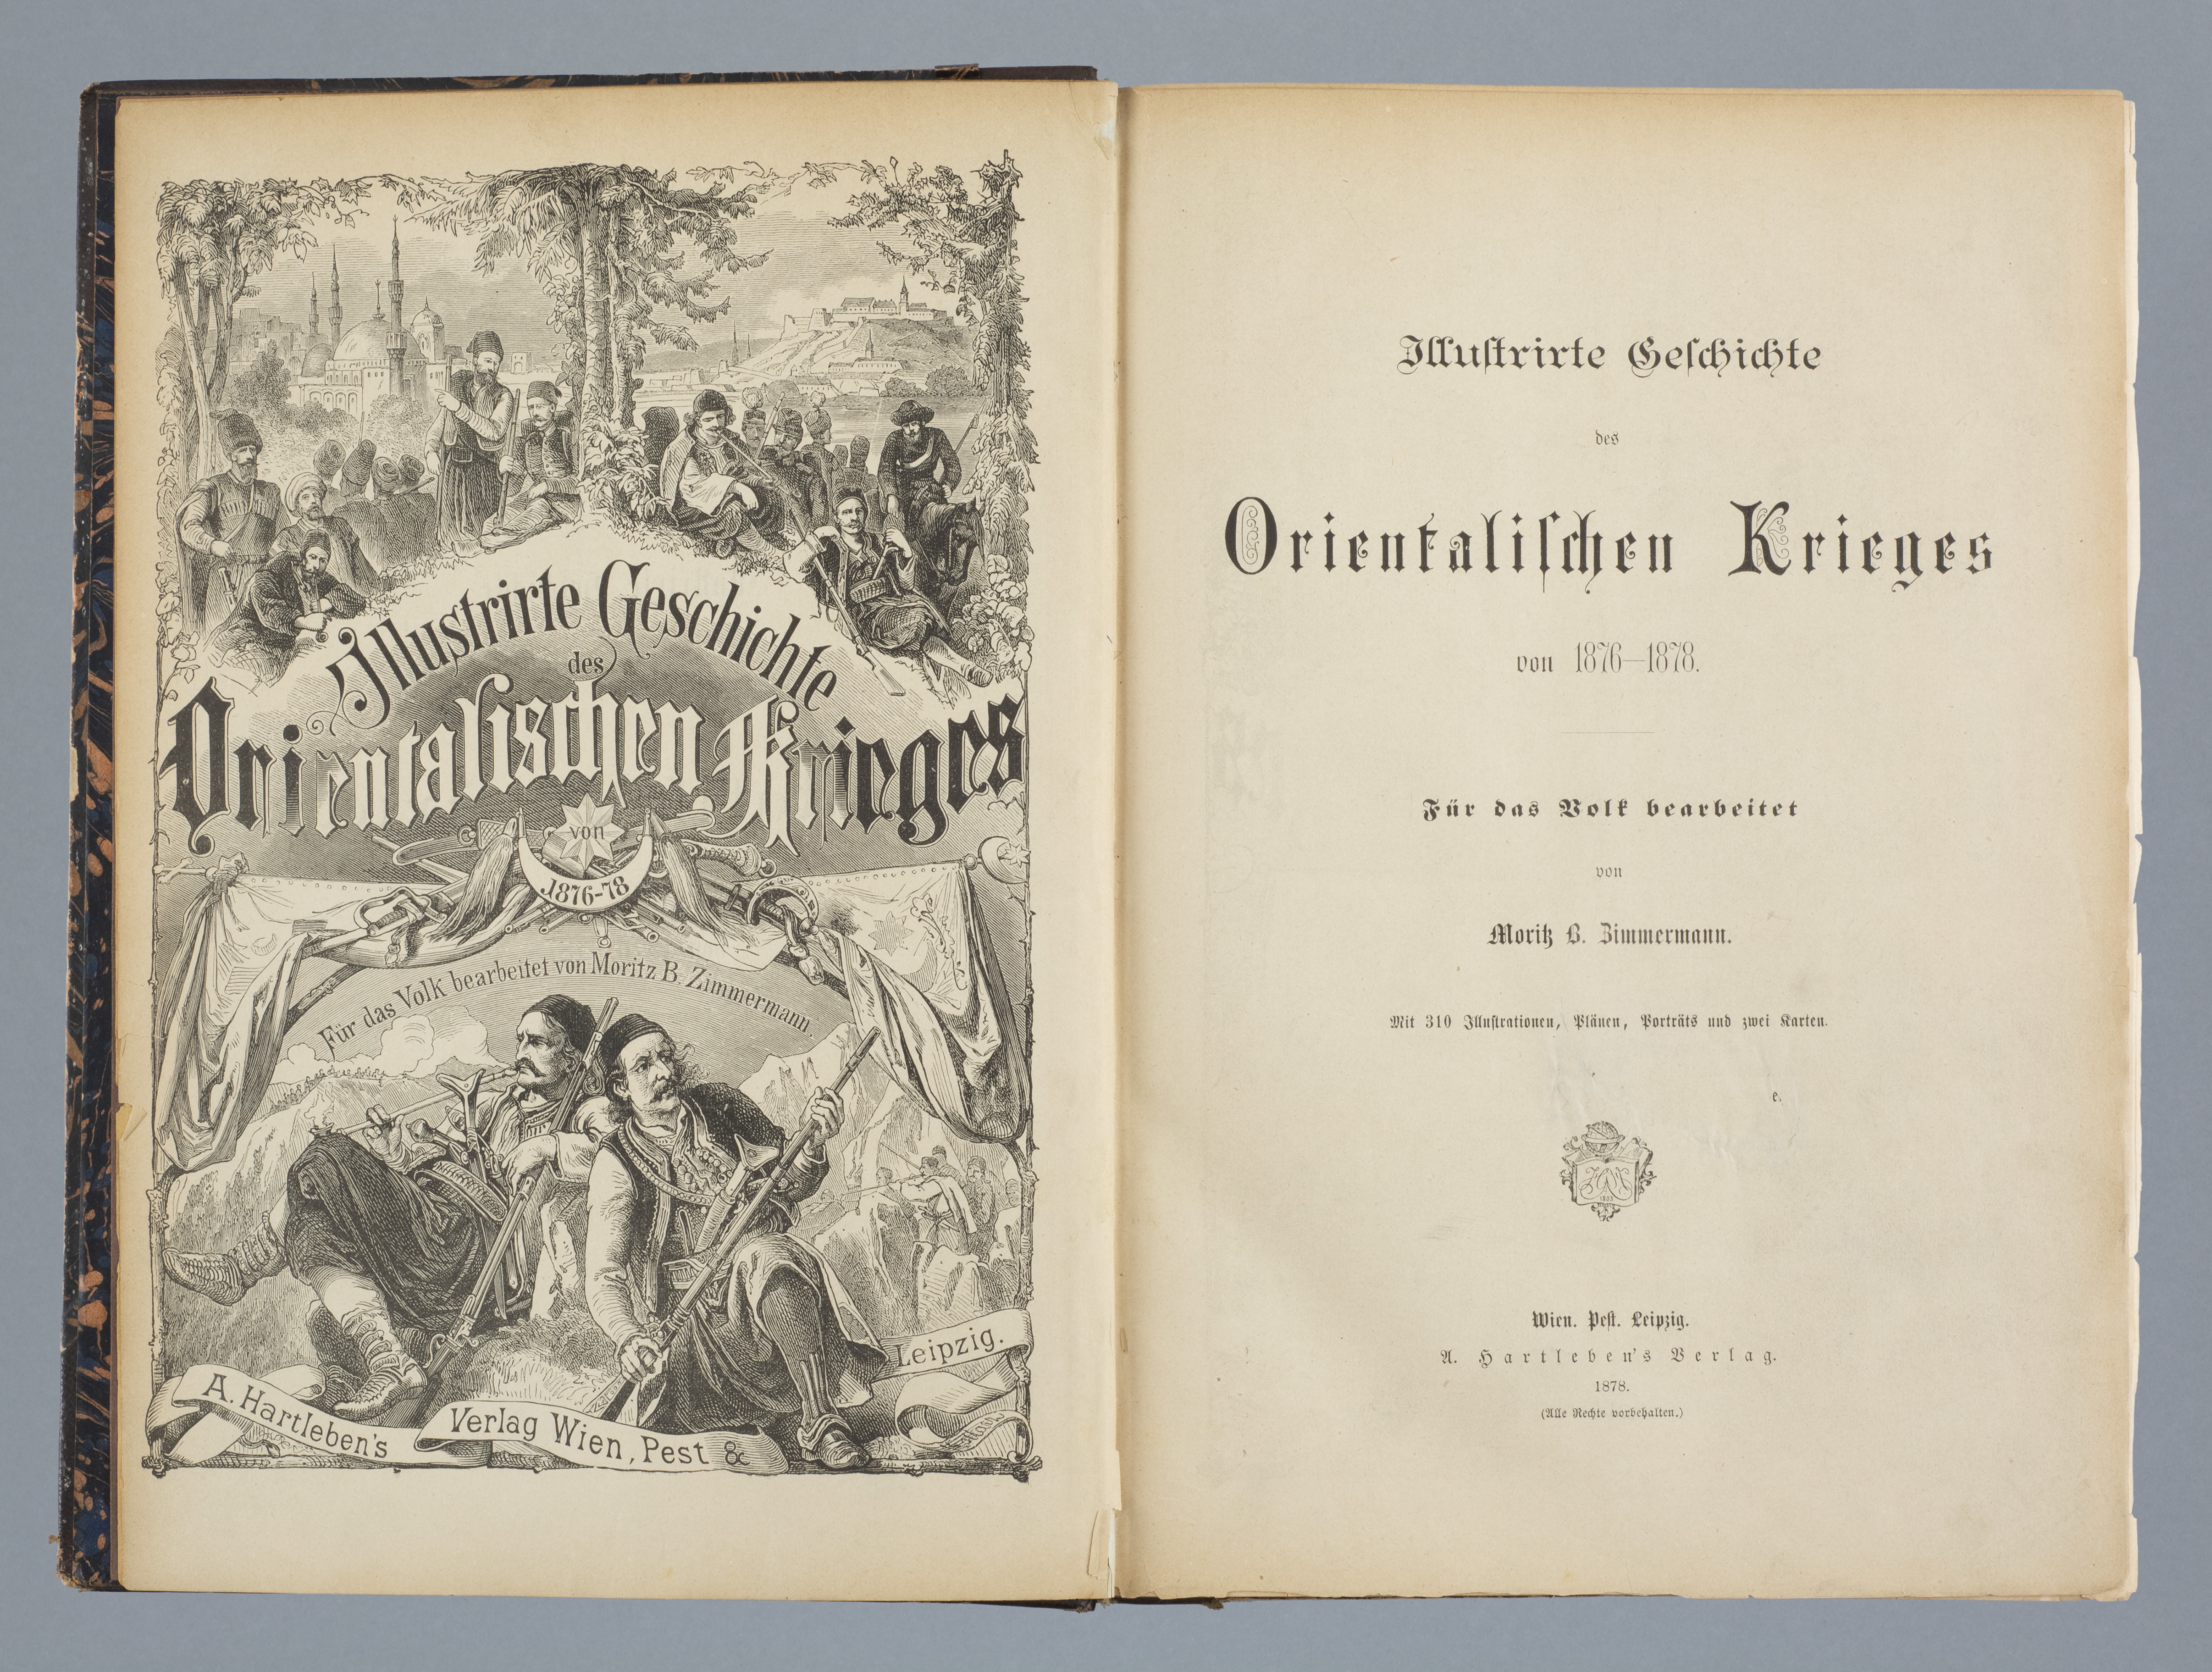 Illustrirte Geschichte
des
Orientalischen Krieges
von
1876-78
Für das Volk bearbeitet von Moritz B. Zimmermann.
A. Hartleben's Verlag Wien, Pest & Leipzig.
Illuſtrirte Geſchichte
des
Orientaliſchen Krieges
von 1876—1878.
Für das Volk bearbeitet
von
Moritz B. Zimmermann.
Mit 310 Illuſtrationen, Plänen, Porträts und zwei Karten.
e.
1803
Wien. Peſt. Leipzig.
A. Hartleben's Verlag.
1878.
(Alle Rechte vorbehalten.)